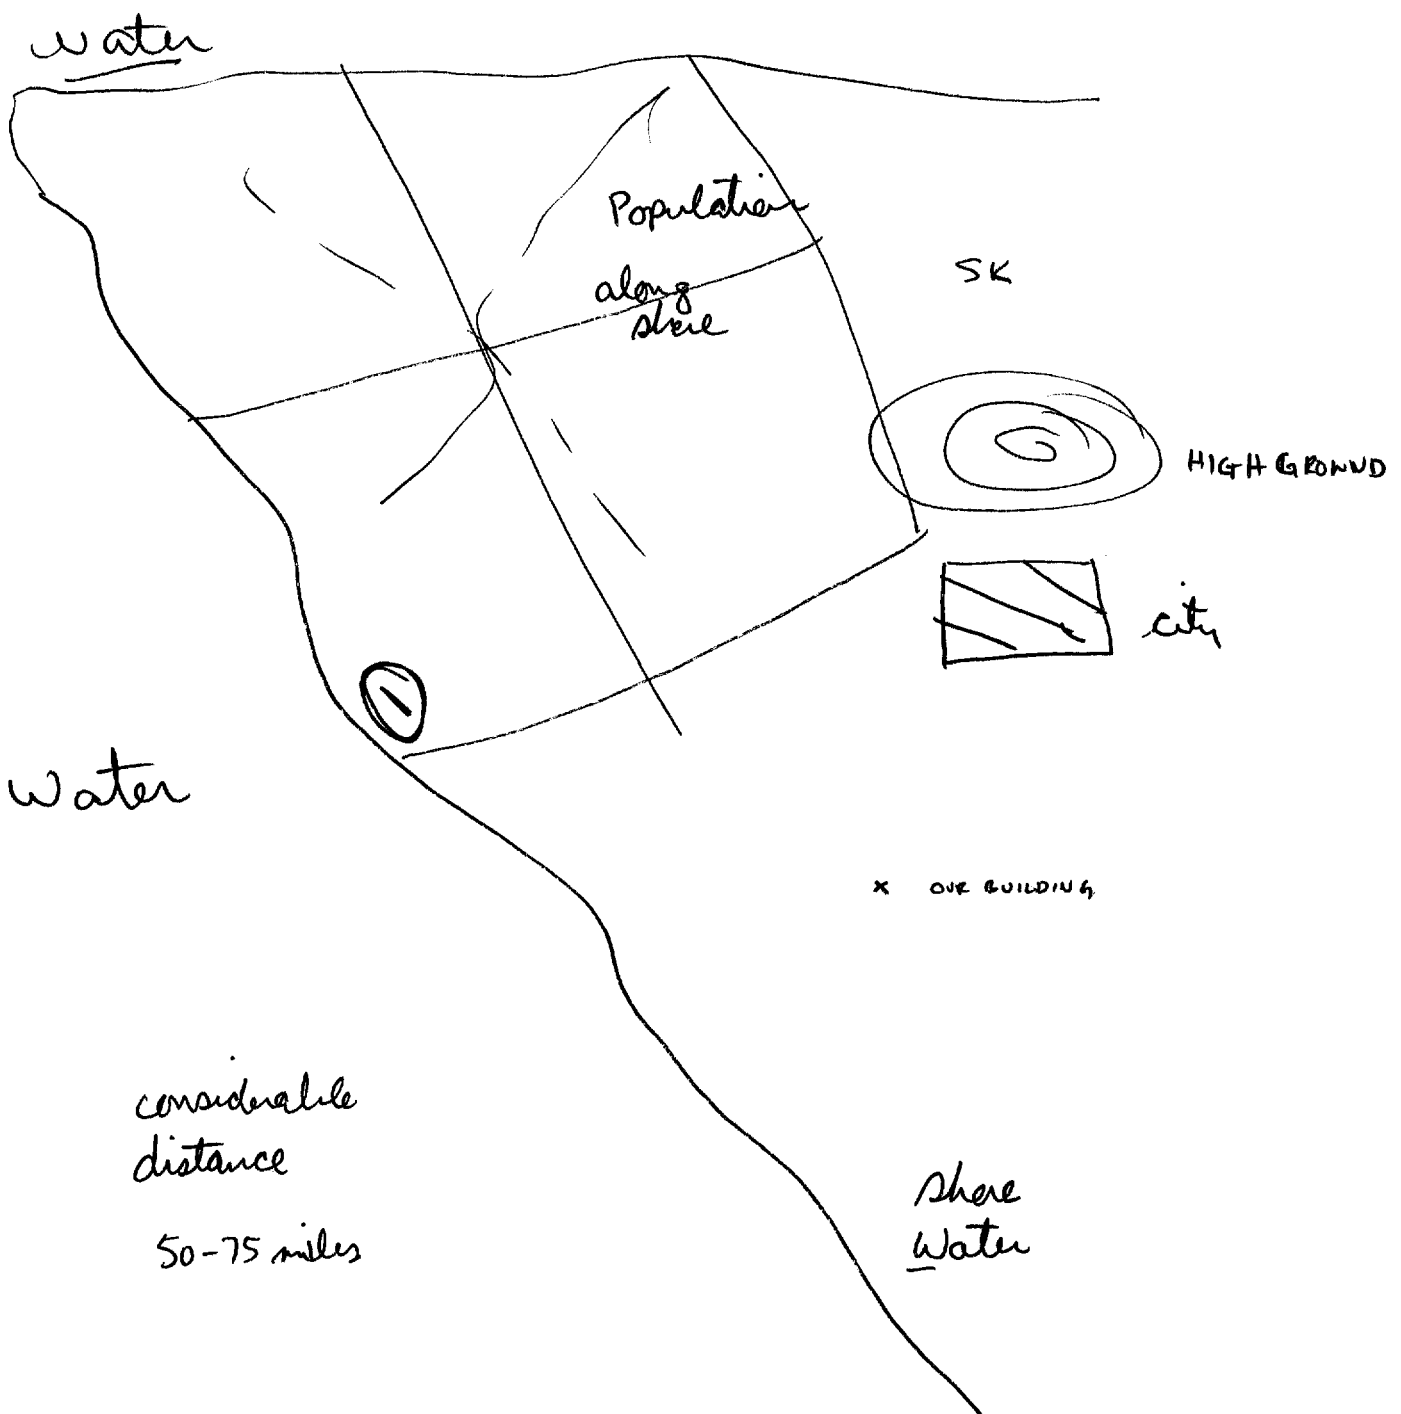 Water
Population
along
shore
SK
HIGH GROUND
city
Water
x OUR BUILDING
considerable
distance
50-75 miles
shore
Water